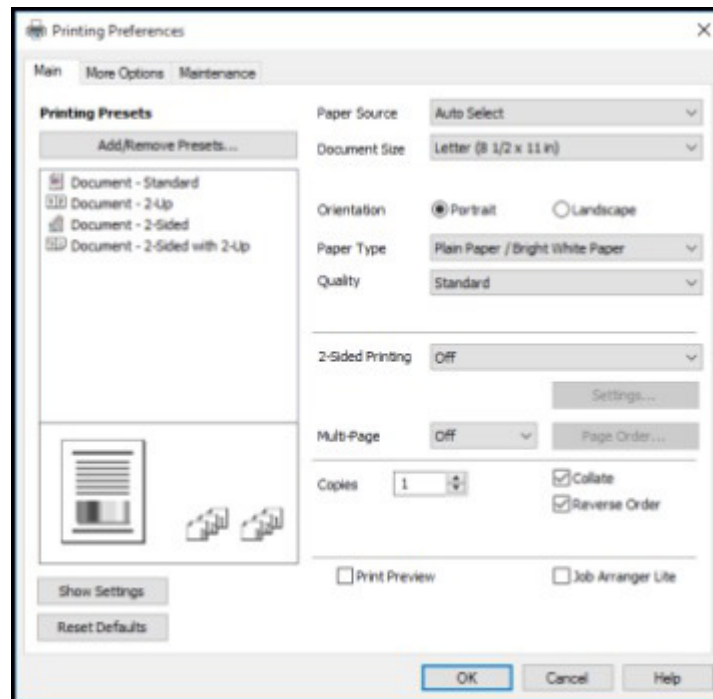 Printing Preferences
Main More Options Maintenance
Printing Presets
Add/Remove Presets...
Document - Standard
Document - 2-Up
Document - 2-Sided
Document - 2-Sided with 2-Up
Show Settings
Reset Defaults
Paper Source Auto Select
Document Size Letter (8 1/2 x 11 in)
Orientation Portrait Landscape
Paper Type Plain Paper / Bright White Paper
Quality Standard
2-Sided Printing Off
Settings...
Multi-Page Off Page Order...
Copies 1 Collate
Reverse Order
Print Preview Job Arranger Lite
OK Cancel Help